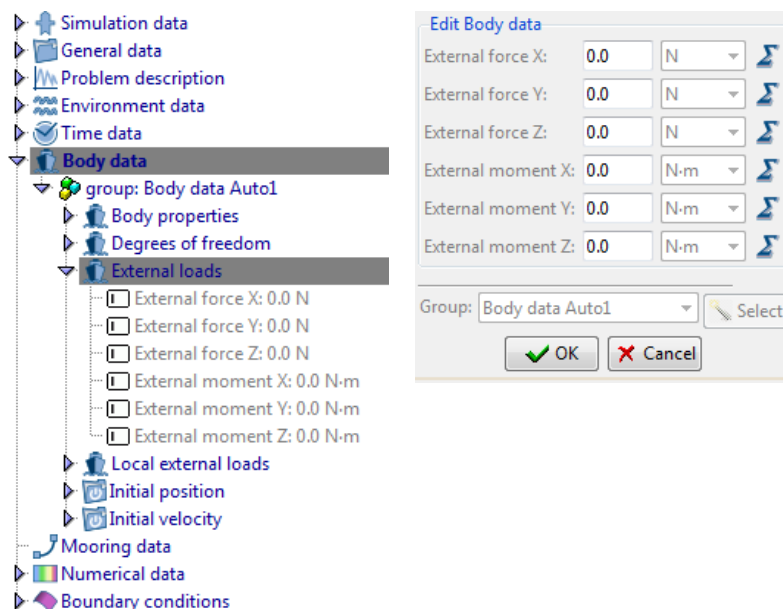 Simulation data
General data
Problem description
Environment data
Time data
Body data
group: Body data Auto1
Body properties
Degrees of freedom
External loads
External force X: 0.0 N
External force Y: 0.0 N
External force Z: 0.0 N
External moment X: 0.0 N·m
External moment Y: 0.0 N·m
External moment Z: 0.0 N·m
Local external loads
Initial position
Initial velocity
Mooring data
Numerical data
Boundary conditions
Edit Body data
External force X: 0.0 N Σ
External force Y: 0.0 N Σ
External force Z: 0.0 N Σ
External moment X: 0.0 N·m Σ
External moment Y: 0.0 N·m Σ
External moment Z: 0.0 N·m Σ
Group: Body data Auto1 Select
OK Cancel